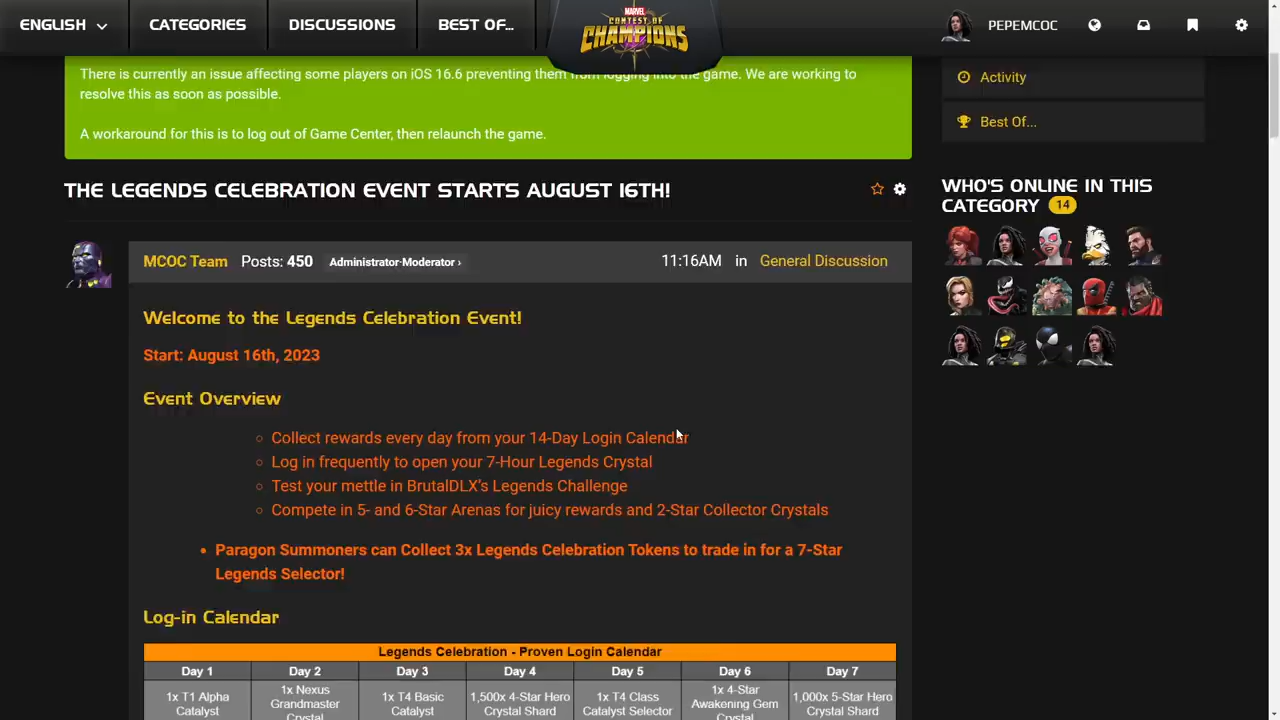 ENGLISH CATEGORIES DISCUSSIONS BEST OF... MARVEL CONTEST OF CHAMPIONS PEPEMCOC
There is currently an issue affecting some players on iOS 16.6 preventing them from logging into the game. We are working to
resolve this as soon as possible.
A workaround for this is to log out of Game Center, then relaunch the game.
Activity
Best Of...
THE LEGENDS CELEBRATION EVENT STARTS AUGUST 16TH!
WHO'S ONLINE IN THIS
CATEGORY 14
MCOC Team Posts: 450 Administrator·Moderator › 11:16AM in General Discussion
Welcome to the Legends Celebration Event!
Start: August 16th, 2023
Event Overview
Collect rewards every day from your 14-Day Login Calendar
Log in frequently to open your 7-Hour Legends Crystal
Test your mettle in BrutalDLX's Legends Challenge
Compete in 5- and 6-Star Arenas for juicy rewards and 2-Star Collector Crystals
Paragon Summoners can Collect 3x Legends Celebration Tokens to trade in for a 7-Star
Legends Selector!
Log-in Calendar
Legends Celebration - Proven Login Calendar
Day 1 Day 2 Day 3 Day 4 Day 5 Day 6 Day 7
1x T1 Alpha Catalyst
1x Nexus Grandmaster Crystal
1x T4 Basic Catalyst
1,500x 4-Star Hero Crystal Shard
1x T4 Class Catalyst Selector
1x 4-Star Awakening Gem Crystal
1,000x 5-Star Hero Crystal Shard